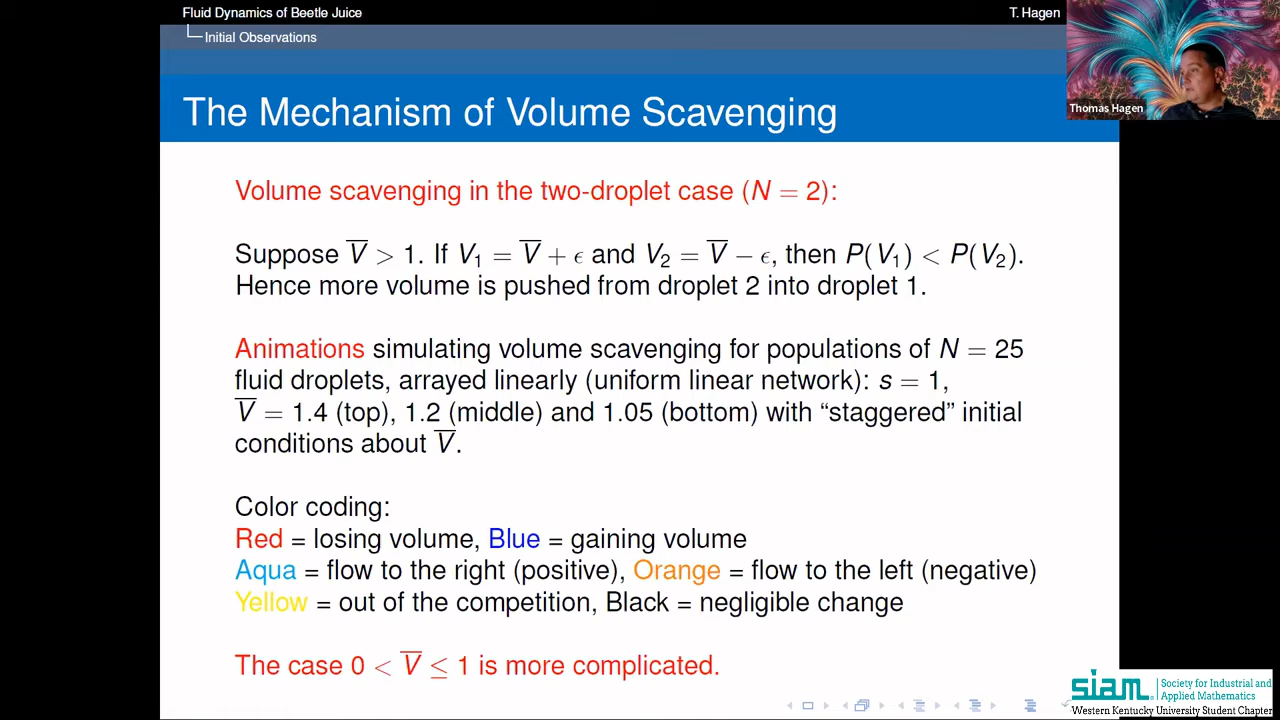 Fluid Dynamics of Beetle Juice
T. Hagen
Initial Observations
Thomas Hagen
The Mechanism of Volume Scavenging
Volume scavenging in the two-droplet case (N = 2):
Suppose V̅ > 1. If V₁ = V̅ + ϵ and V₂ = V̅ − ϵ, then P(V₁) < P(V₂).
Hence more volume is pushed from droplet 2 into droplet 1.
Animations simulating volume scavenging for populations of N = 25
fluid droplets, arrayed linearly (uniform linear network): s = 1,
V̅ = 1.4 (top), 1.2 (middle) and 1.05 (bottom) with “staggered” initial
conditions about V̅.
Color coding:
Red = losing volume, Blue = gaining volume
Aqua = flow to the right (positive), Orange = flow to the left (negative)
Yellow = out of the competition, Black = negligible change
The case 0 < V̅ ≤ 1 is more complicated.
siam
Society for Industrial and
Applied Mathematics
Western Kentucky University Student Chapter